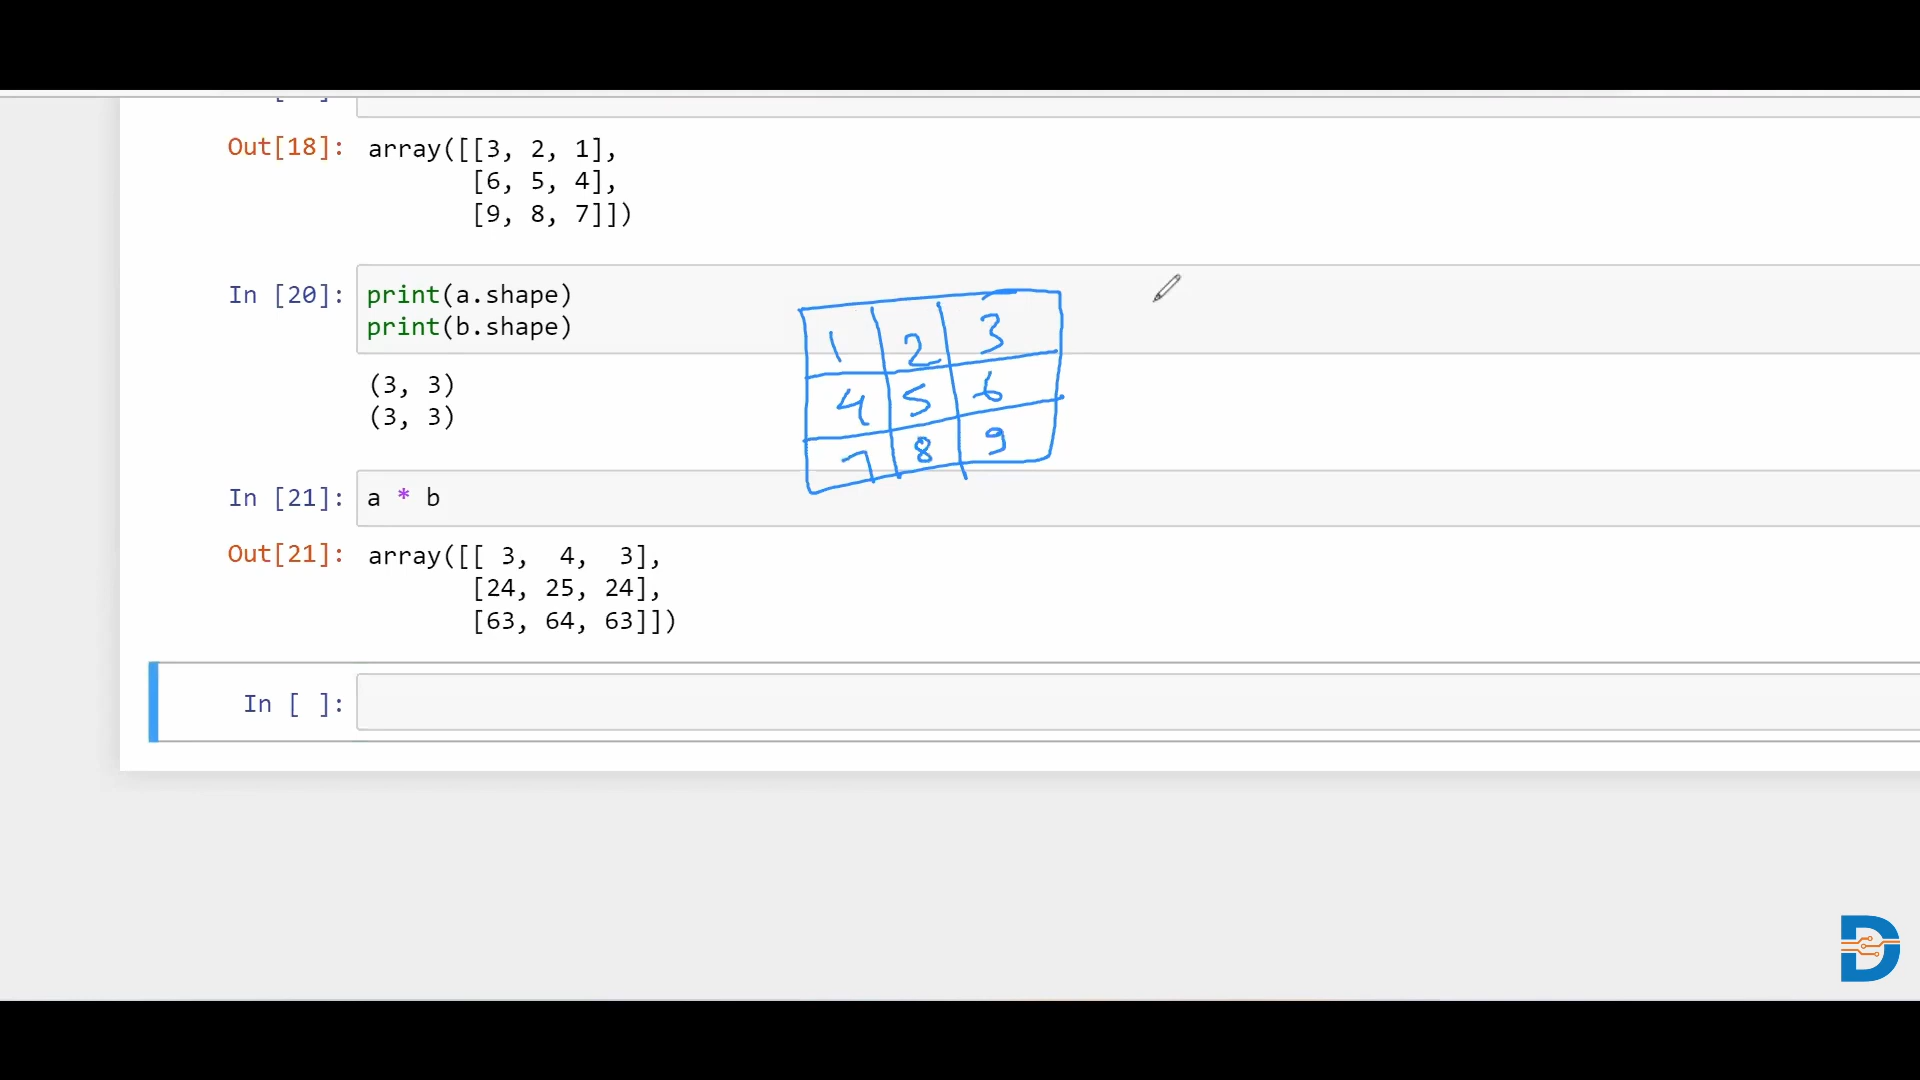 Out[18]: array([[3, 2, 1],
[6, 5, 4],
[9, 8, 7]])
In [20]: print(a.shape)
print(b.shape)
(3, 3)
(3, 3)
1 2 3
4 5 6
7 8 9
In [21]: a * b
Out[21]: array([[ 3,  4,  3],
[24, 25, 24],
[63, 64, 63]])
In [ ]:
D